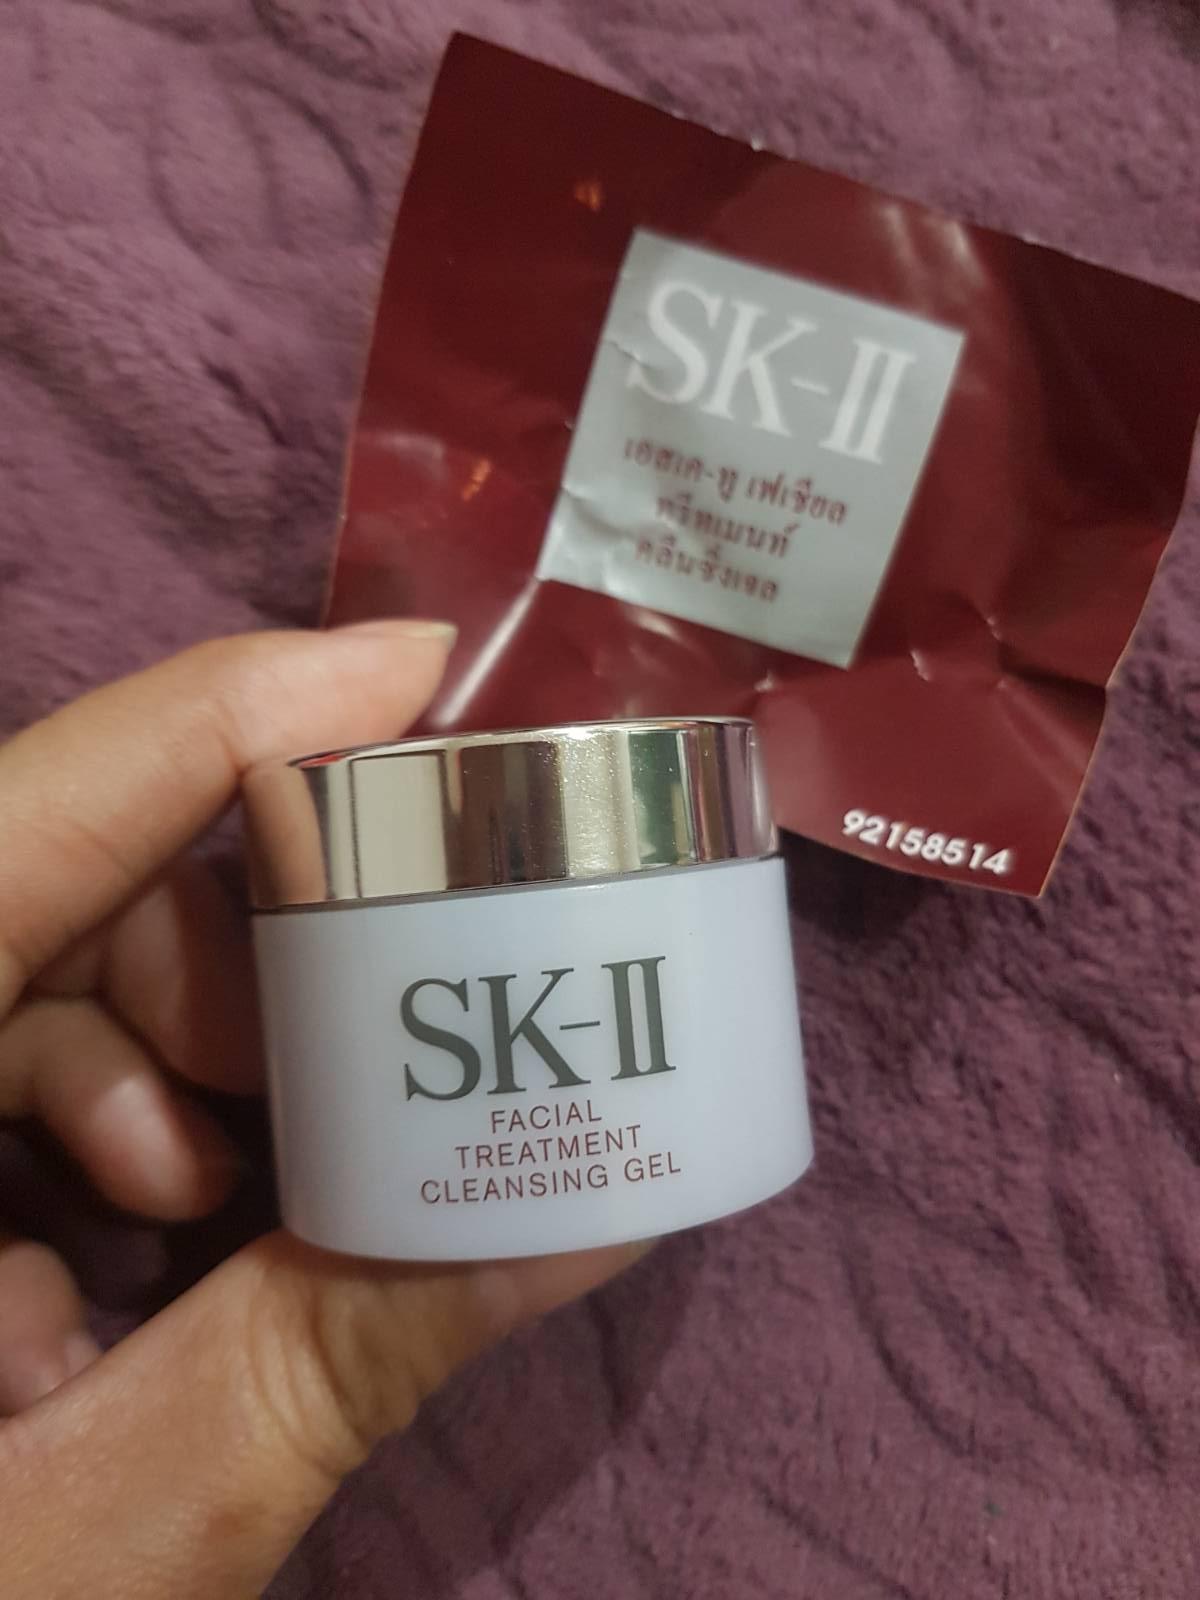 SK-II
เอสเค-ทู เฟเชียล
ทรีทเมนท์
คลีนซิ่งเจล
92158514
SK-II
FACIAL
TREATMENT
CLEANSING GEL